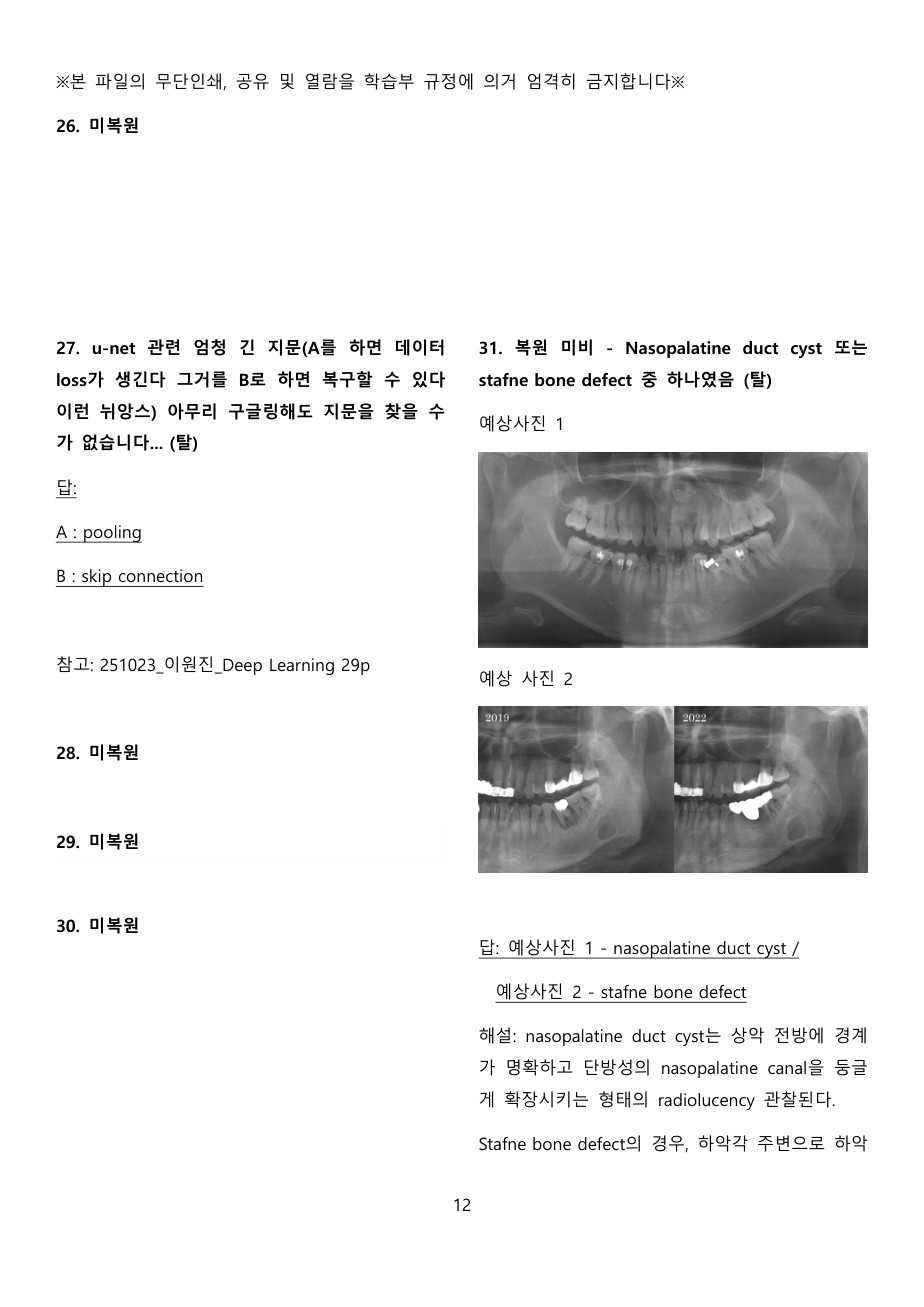 ※본 파일의 무단인쇄, 공유 및 열람을 학습부 규정에 의거 엄격히 금지합니다※
26. 미복원
27. u-net 관련 엄청 긴 지문(A를 하면 데이터
loss가 생긴다 그거를 B로 하면 복구할 수 있다
이런 뉘앙스) 아무리 구글링해도 지문을 찾을 수
가 없습니다... (탈)
답:
A : pooling
B : skip connection
참고: 251023_이원진_Deep Learning 29p
28. 미복원
29. 미복원
30. 미복원
31. 복원 미비 - Nasopalatine duct cyst 또는
stafne bone defect 중 하나였음 (탈)
예상사진 1
예상 사진 2
2019
2022
답: 예상사진 1 - nasopalatine duct cyst /
예상사진 2 - stafne bone defect
해설: nasopalatine duct cyst는 상악 전방에 경계
가 명확하고 단방성의 nasopalatine canal을 둥글
게 확장시키는 형태의 radiolucency 관찰된다.
Stafne bone defect의 경우, 하악각 주변으로 하악
12